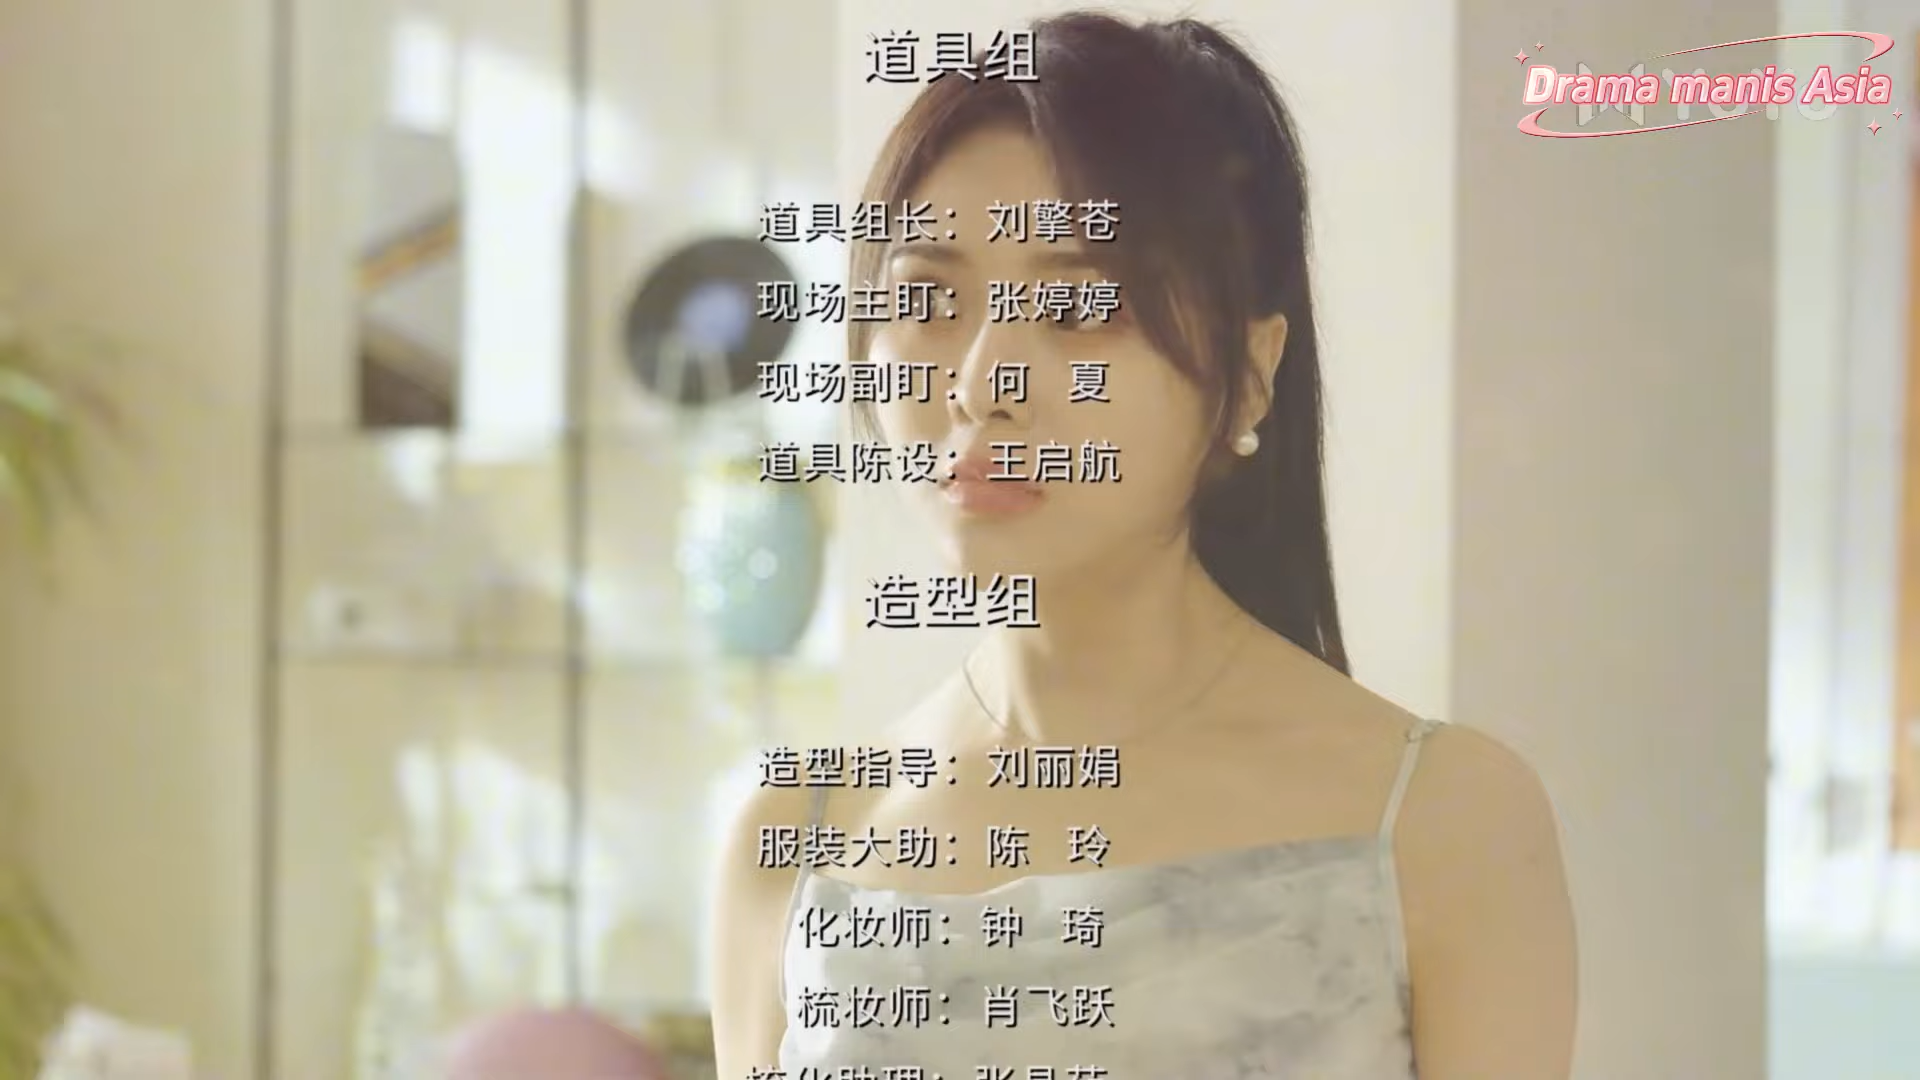 道具组
Drama manis Asia
道具组长：刘擎苍
现场主盯：张婷婷
现场副盯：何 夏
道具陈设：王启航
造型组
造型指导：刘丽娟
服装大助：陈 玲
化妆师：钟 琦
梳妆师：肖飞跃